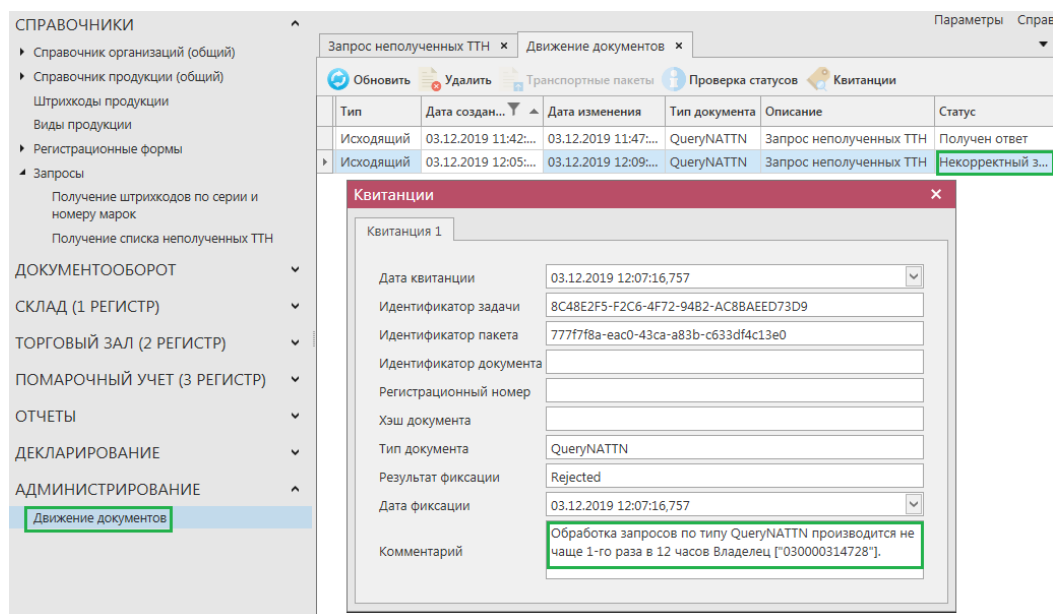 СПРАВОЧНИКИ
Справочник организаций (общий)
Справочник продукции (общий)
Штрихкоды продукции
Виды продукции
Регистрационные формы
Запросы
Получение штрихкодов по серии и
номеру марок
Получение списка неполученных ТТН
ДОКУМЕНТООБОРОТ
СКЛАД (1 РЕГИСТР)
ТОРГОВЫЙ ЗАЛ (2 РЕГИСТР)
ПОМАРОЧНЫЙ УЧЕТ (3 РЕГИСТР)
ОТЧЕТЫ
ДЕКЛАРИРОВАНИЕ
АДМИНИСТРИРОВАНИЕ
Движение документов
Параметры Справ
Запрос неполученных ТТН × Движение документов ×
Обновить Удалить Транспортные пакеты Проверка статусов Квитанции
Тип Дата создан... Дата изменения Тип документа Описание Статус
Исходящий 03.12.2019 11:42:... 03.12.2019 11:47:... QueryNATTN Запрос неполученных ТТН Получен ответ
Исходящий 03.12.2019 12:05:... 03.12.2019 12:09:... QueryNATTN Запрос неполученных ТТН Некорректный з...
Квитанции ×
Квитанция 1
Дата квитанции 03.12.2019 12:07:16,757
Идентификатор задачи 8C48E2F5-F2C6-4F72-94B2-AC8BAEED73D9
Идентификатор пакета 777f7f8a-eac0-43ca-a83b-c633df4c13e0
Идентификатор документа
Регистрационный номер
Хэш документа
Тип документа QueryNATTN
Результат фиксации Rejected
Дата фиксации 03.12.2019 12:07:16,757
Комментарий
Обработка запросов по типу QueryNATTN производится не
чаще 1-го раза в 12 часов Владелец ["030000314728"].